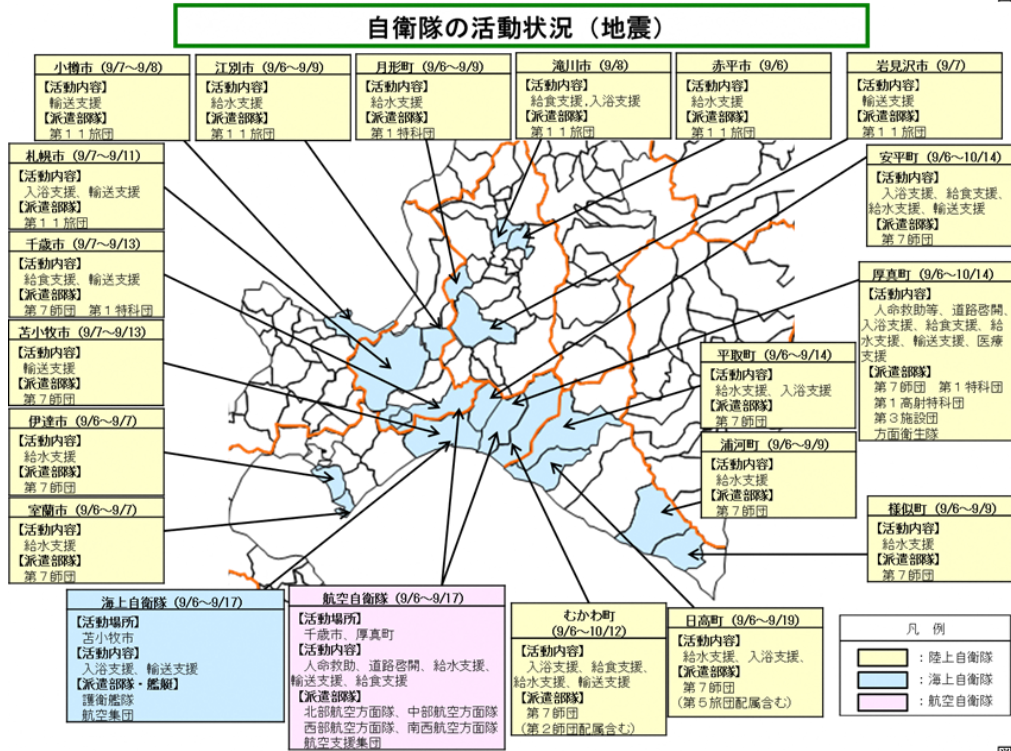 自衛隊の活動状況（地震）
小樽市（9/7～9/8）
【活動内容】
輸送支援
【派遣部隊】
第１１旅団
江別市（9/6～9/9）
【活動内容】
給水支援
【派遣部隊】
第１１旅団
月形町（9/6～9/9）
【活動内容】
給水支援
【派遣部隊】
第１特科団
滝川市（9/8）
【活動内容】
給食支援,入浴支援
【派遣部隊】
第１１旅団
赤平市（9/6）
【活動内容】
給水支援
【派遣部隊】
第１１旅団
岩見沢市（9/7）
【活動内容】
輸送支援
【派遣部隊】
第１１旅団
札幌市（9/7～9/11）
【活動内容】
入浴支援、輸送支援
【派遣部隊】
第１１旅団
安平町（9/6～10/14）
【活動内容】
入浴支援、給食支援、
給水支援、輸送支援
【派遣部隊】
第７師団
千歳市（9/7～9/13）
【活動内容】
給食支援、輸送支援
【派遣部隊】
第７師団　第１特科団
厚真町（9/6～10/14）
【活動内容】
人命救助等、道路啓開、
入浴支援、給食支援、給
水支援、輸送支援、医療
支援
【派遣部隊】
第７師団　第１特科団
第１高射特科団
第３施設団
方面衛生隊
苫小牧市（9/7～9/13）
【活動内容】
輸送支援
【派遣部隊】
第７師団
平取町（9/6～9/14）
【活動内容】
給水支援、入浴支援
【派遣部隊】
第７師団
伊達市（9/6～9/7）
【活動内容】
給水支援
【派遣部隊】
第７師団
浦河町（9/6～9/9）
【活動内容】
給水支援
【派遣部隊】
第７師団
室蘭市（9/6～9/7）
【活動内容】
給水支援
【派遣部隊】
第７師団
様似町（9/6～9/9）
【活動内容】
給水支援
【派遣部隊】
第７師団
海上自衛隊（9/6～9/17）
【活動場所】
苫小牧市
【活動内容】
入浴支援、輸送支援
【派遣部隊・艦艇】
護衛艦隊
航空集団
航空自衛隊（9/6～9/17）
【活動場所】
千歳市、厚真町
【活動内容】
人命救助、道路啓開、給水支援、
輸送支援、給食支援
【派遣部隊】
北部航空方面隊、中部航空方面隊
西部航空方面隊、南西航空方面隊
航空支援集団
むかわ町
（9/6～10/12）
【活動内容】
入浴支援、給食支援、
給水支援、輸送支援
【派遣部隊】
第７師団
（第２師団配属含む）
日高町（9/6～9/19）
【活動内容】
給水支援、入浴支援、
【派遣部隊】
第７師団
（第５旅団配属含む）
凡　例
：陸上自衛隊
：海上自衛隊
：航空自衛隊